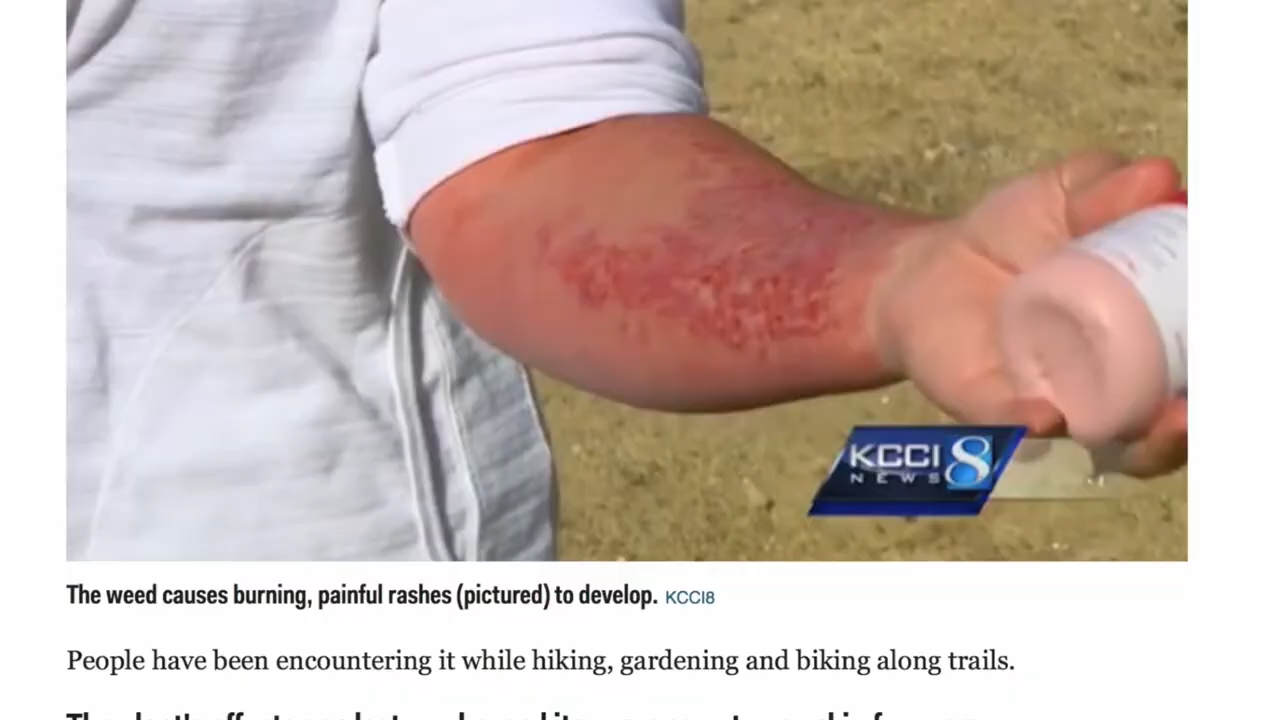 KCCI 8
NEWS
The weed causes burning, painful rashes (pictured) to develop. KCCI8
People have been encountering it while hiking, gardening and biking along trails.